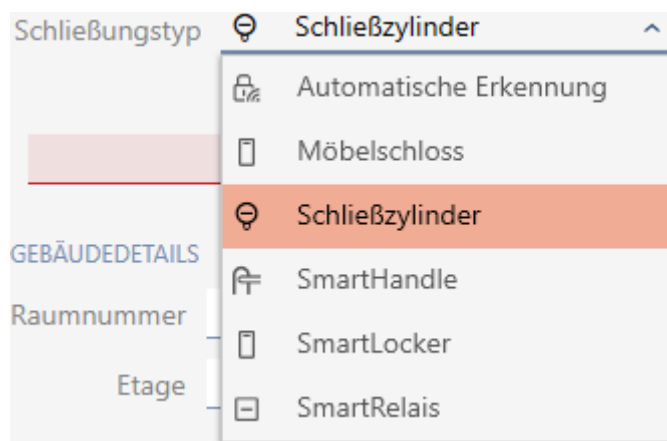 Schließungstyp Schließzylinder
Automatische Erkennung
Möbelschloss
Schließzylinder
GEBÄUDEDETAILS
SmartHandle
Raumnummer
SmartLocker
Etage
SmartRelais